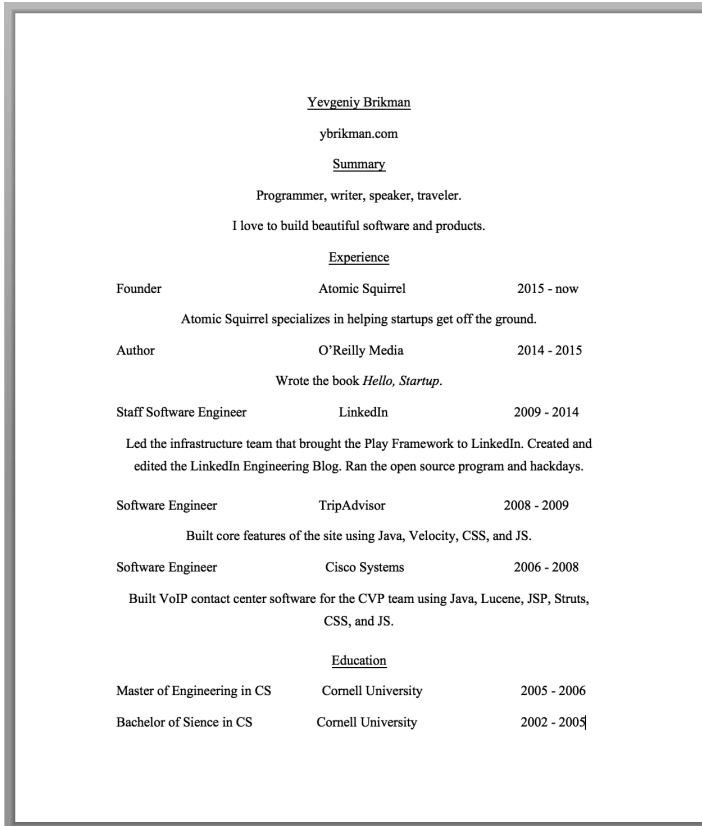 Yevgeniy Brikman
ybrikman.com
Summary
Programmer, writer, speaker, traveler.
I love to build beautiful software and products.
Experience
Founder Atomic Squirrel 2015 - now
Atomic Squirrel specializes in helping startups get off the ground.
Author O’Reilly Media 2014 - 2015
Wrote the book Hello, Startup.
Staff Software Engineer LinkedIn 2009 - 2014
Led the infrastructure team that brought the Play Framework to LinkedIn. Created and
edited the LinkedIn Engineering Blog. Ran the open source program and hackdays.
Software Engineer TripAdvisor 2008 - 2009
Built core features of the site using Java, Velocity, CSS, and JS.
Software Engineer Cisco Systems 2006 - 2008
Built VoIP contact center software for the CVP team using Java, Lucene, JSP, Struts,
CSS, and JS.
Education
Master of Engineering in CS Cornell University 2005 - 2006
Bachelor of Sience in CS Cornell University 2002 - 2005